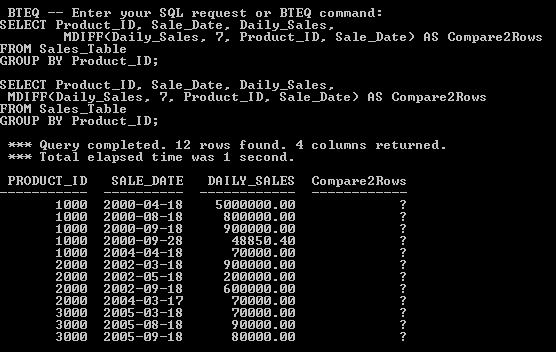 BTEQ -- Enter your SQL request or BTEQ command:
SELECT Product_ID, Sale_Date, Daily_Sales,
MDIFF(Daily_Sales, 7, Product_ID, Sale_Date) AS Compare2Rows
FROM Sales_Table
GROUP BY Product_ID;
SELECT Product_ID, Sale_Date, Daily_Sales,
MDIFF(Daily_Sales, 7, Product_ID, Sale_Date) AS Compare2Rows
FROM Sales_Table
GROUP BY Product_ID;
*** Query completed. 12 rows found. 4 columns returned.
*** Total elapsed time was 1 second.
PRODUCT_ID SALE_DATE DAILY_SALES Compare2Rows
----------- ---------- ------------ -------------
1000 2000-04-18 5000000.00 ?
1000 2000-08-18 800000.00 ?
1000 2000-09-18 900000.00 ?
1000 2000-09-28 48850.40 ?
1000 2004-04-18 70000.00 ?
2000 2002-03-18 900000.00 ?
2000 2002-05-18 200000.00 ?
2000 2002-09-18 600000.00 ?
2000 2004-03-17 70000.00 ?
3000 2005-03-18 70000.00 ?
3000 2005-08-18 90000.00 ?
3000 2005-09-18 80000.00 ?